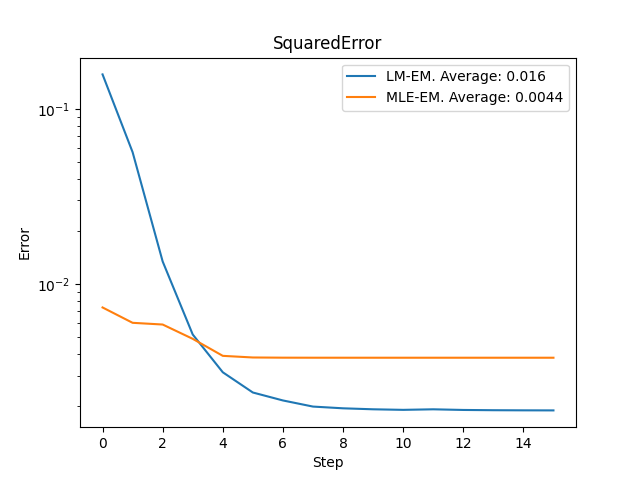 SquaredError
LM-EM. Average: 0.016
MLE-EM. Average: 0.0044
Error
10⁻¹
10⁻²
0 2 4 6 8 10 12 14
Step